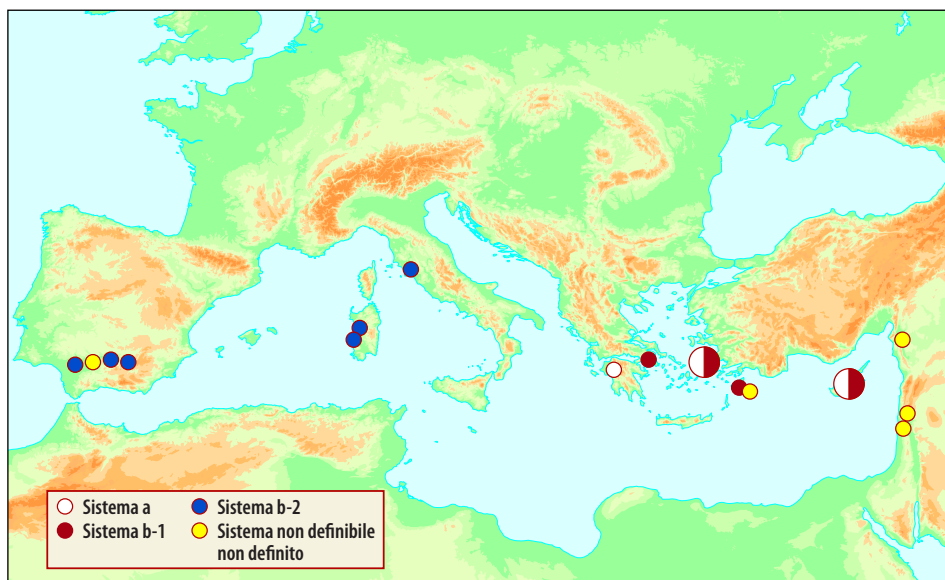 Sistema a
Sistema b-1
Sistema b-2
Sistema non definibile
non definito